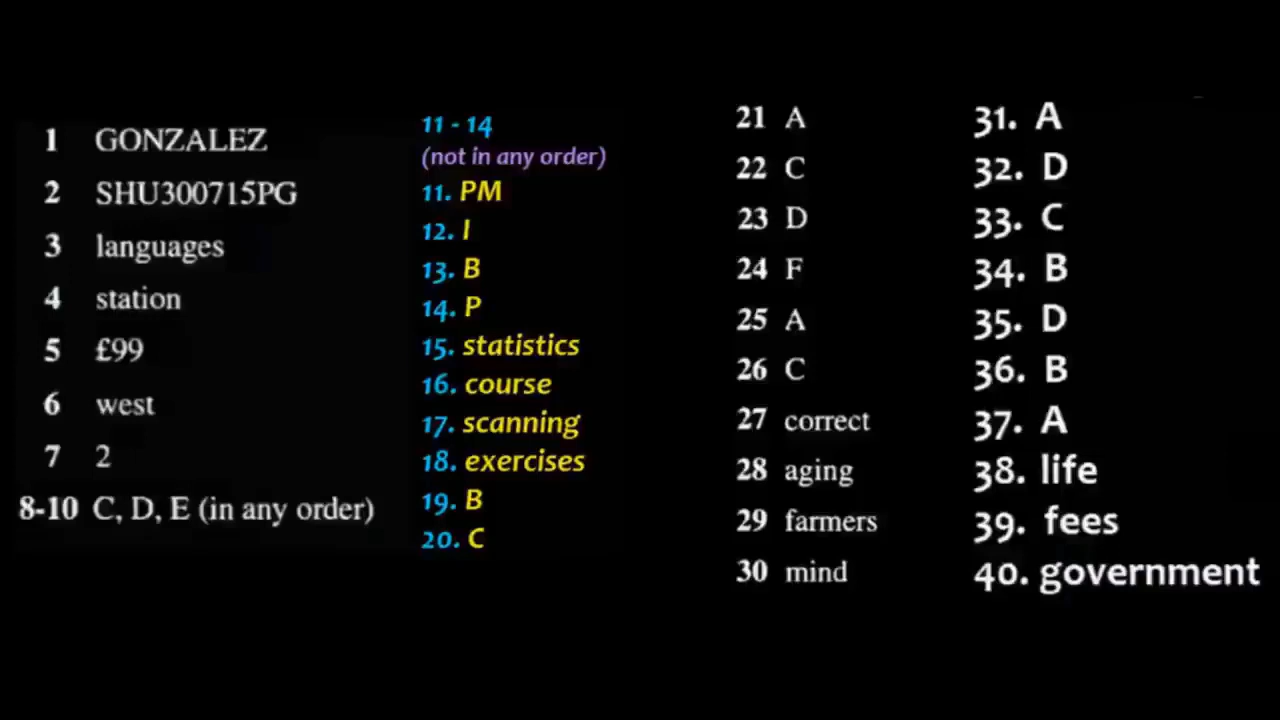 1 GONZALEZ
2 SHU300715PG
3 languages
4 station
5 £99
6 west
7 2
8-10 C, D, E (in any order)
11 - 14
(not in any order)
11. PM
12. I
13. B
14. P
15. statistics
16. course
17. scanning
18. exercises
19. B
20. C
21 A
22 C
23 D
24 F
25 A
26 C
27 correct
28 aging
29 farmers
30 mind
31. A
32. D
33. C
34. B
35. D
36. B
37. A
38. life
39. fees
40. government